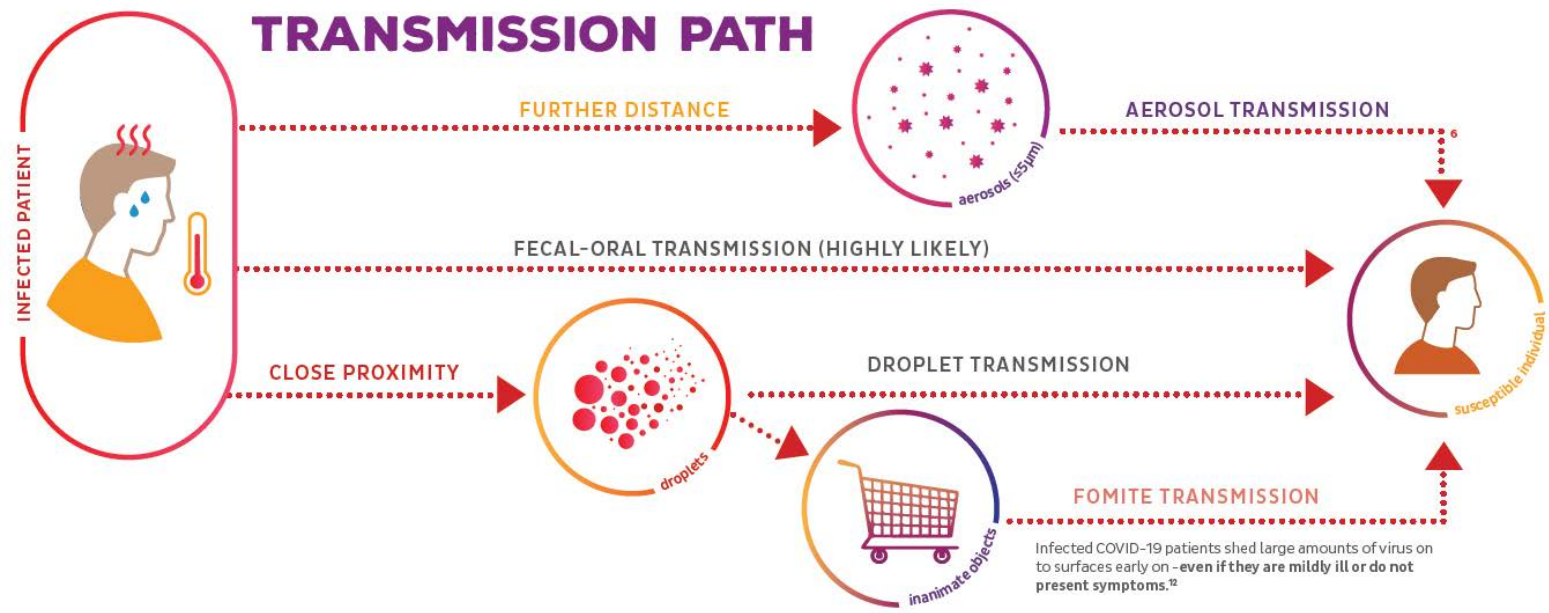 TRANSMISSION PATH
INFECTED PATIENT
FURTHER DISTANCE
aerosols (≤5µm)
AEROSOL TRANSMISSION
6
FECAL-ORAL TRANSMISSION (HIGHLY LIKELY)
CLOSE PROXIMITY
droplets
DROPLET TRANSMISSION
susceptible individual
inanimate objects
FOMITE TRANSMISSION
Infected COVID-19 patients shed large amounts of virus on
to surfaces early on -even if they are mildly ill or do not
present symptoms.¹²